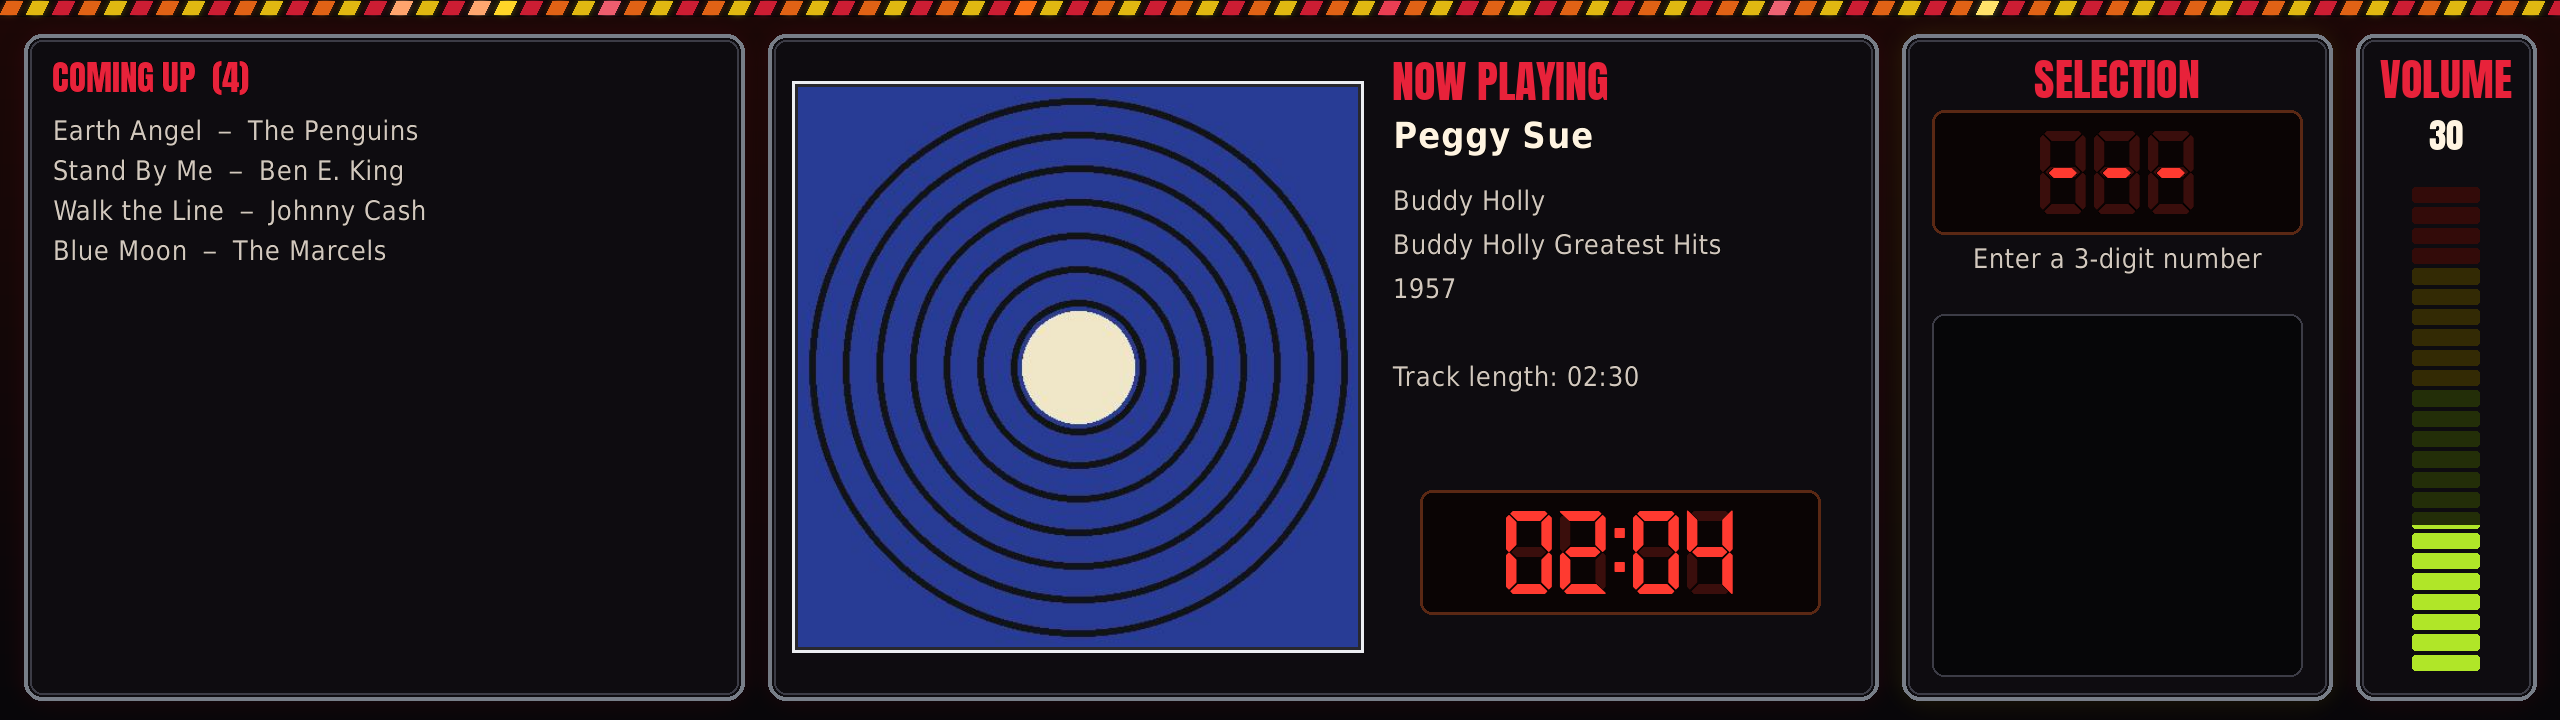 COMING UP (4)
Earth Angel – The Penguins
Stand By Me – Ben E. King
Walk the Line – Johnny Cash
Blue Moon – The Marcels
NOW PLAYING
Peggy Sue
Buddy Holly
Buddy Holly Greatest Hits
1957
Track length: 02:30
02:04
SELECTION
---
Enter a 3-digit number
VOLUME
30